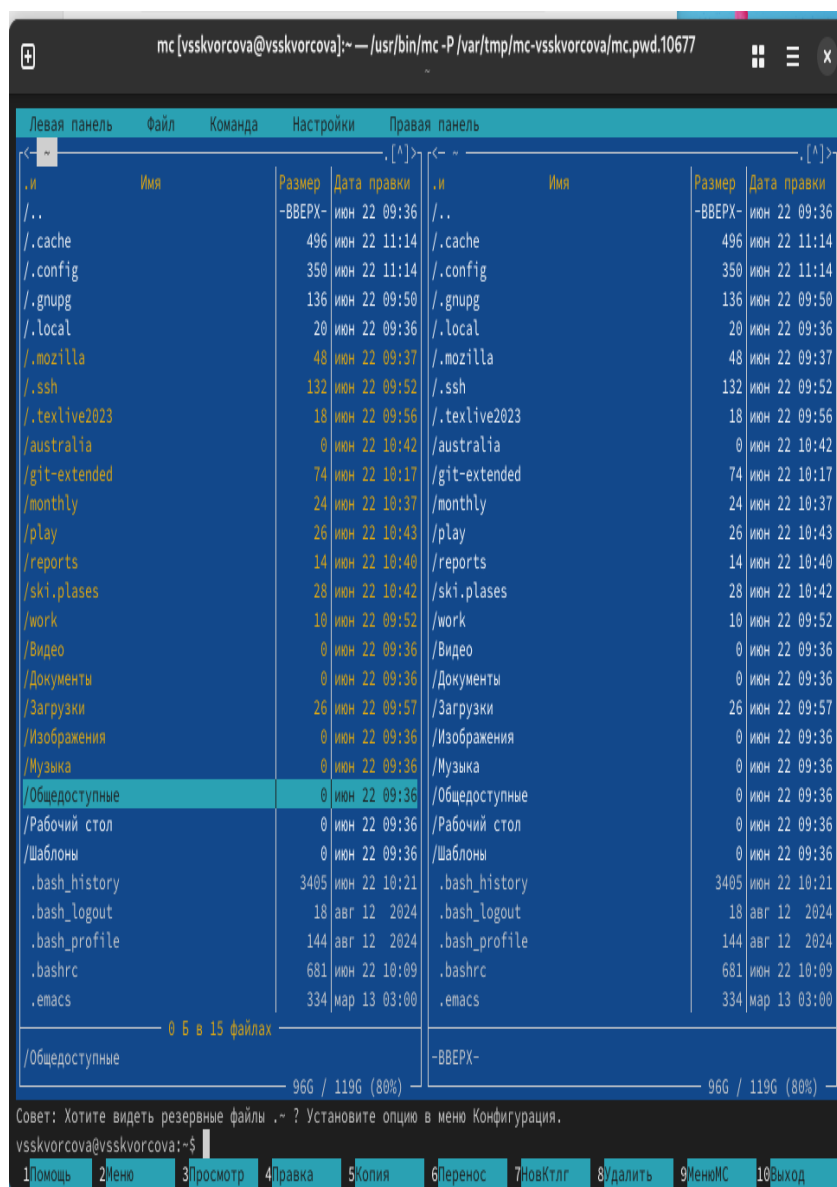 mc [vsskvorcova@vsskvorcova]:~ — /usr/bin/mc -P /var/tmp/mc-vsskvorcova/mc.pwd.10677
~
Левая панель Файл Команда Настройки Правая панель
<— ~ .[^]> <— ~ .[^]>
.и Имя Размер Дата правки .и Имя Размер Дата правки
/.. -ВВЕРХ- июн 22 09:36 /.. -ВВЕРХ- июн 22 09:36
/.cache 496 июн 22 11:14 /.cache 496 июн 22 11:14
/.config 350 июн 22 11:14 /.config 350 июн 22 11:14
/.gnupg 136 июн 22 09:50 /.gnupg 136 июн 22 09:50
/.local 20 июн 22 09:36 /.local 20 июн 22 09:36
/.mozilla 48 июн 22 09:37 /.mozilla 48 июн 22 09:37
/.ssh 132 июн 22 09:52 /.ssh 132 июн 22 09:52
/.texlive2023 18 июн 22 09:56 /.texlive2023 18 июн 22 09:56
/australia 0 июн 22 10:42 /australia 0 июн 22 10:42
/git-extended 74 июн 22 10:17 /git-extended 74 июн 22 10:17
/monthly 24 июн 22 10:37 /monthly 24 июн 22 10:37
/play 26 июн 22 10:43 /play 26 июн 22 10:43
/reports 14 июн 22 10:40 /reports 14 июн 22 10:40
/ski.plases 28 июн 22 10:42 /ski.plases 28 июн 22 10:42
/work 10 июн 22 09:52 /work 10 июн 22 09:52
/Видео 0 июн 22 09:36 /Видео 0 июн 22 09:36
/Документы 0 июн 22 09:36 /Документы 0 июн 22 09:36
/Загрузки 26 июн 22 09:57 /Загрузки 26 июн 22 09:57
/Изображения 0 июн 22 09:36 /Изображения 0 июн 22 09:36
/Музыка 0 июн 22 09:36 /Музыка 0 июн 22 09:36
/Общедоступные 0 июн 22 09:36 /Общедоступные 0 июн 22 09:36
/Рабочий стол 0 июн 22 09:36 /Рабочий стол 0 июн 22 09:36
/Шаблоны 0 июн 22 09:36 /Шаблоны 0 июн 22 09:36
.bash_history 3405 июн 22 10:21 .bash_history 3405 июн 22 10:21
.bash_logout 18 авг 12 2024 .bash_logout 18 авг 12 2024
.bash_profile 144 авг 12 2024 .bash_profile 144 авг 12 2024
.bashrc 681 июн 22 10:09 .bashrc 681 июн 22 10:09
.emacs 334 мар 13 03:00 .emacs 334 мар 13 03:00
0 Б в 15 файлах
/Общедоступные -ВВЕРХ-
96G / 119G (80%) 96G / 119G (80%)
Совет: Хотите видеть резервные файлы .~ ? Установите опцию в меню Конфигурация.
vsskvorcova@vsskvorcova:~$
1Помощь 2Меню 3Просмотр 4Правка 5Копия 6Перенос 7НовКтлг 8Удалить 9МенюМС 10Выход